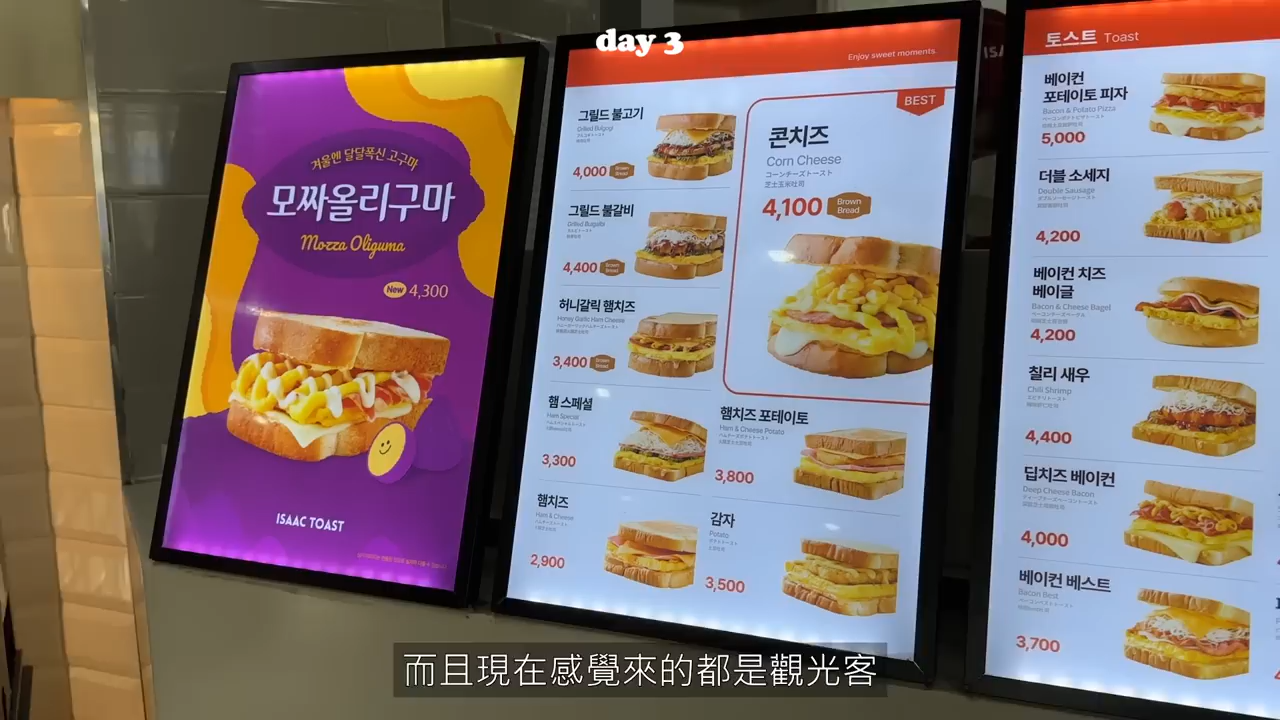 day 3
겨울엔 달달폭신 고구마
모짜올리구마
Mozza Oliguma
New 4,300
ISAAC TOAST
Enjoy sweet moments.
그릴드 불고기
Grilled Bulgogi
4,000 Brown Bread
그릴드 불갈비
Grilled Bulgalbi
4,400 Brown Bread
허니갈릭 햄치즈
Honey Garlic Ham Cheese
3,400 Brown Bread
햄 스페셜
Ham Special
3,300
햄치즈
Ham & Cheese
2,900
BEST
콘치즈
Corn Cheese
コーンチーズトースト
芝士玉米吐司
4,100 Brown Bread
햄치즈 포테이토
Ham & Cheese Potato
3,800
감자
Potato
3,500
토스트 Toast
베이컨
포테이토 피자
Bacon & Potato Pizza
5,000
더블 소세지
Double Sausage
4,200
베이컨 치즈
베이글
Bacon & Cheese Bagel
4,200
칠리 새우
Chili Shrimp
4,400
딥치즈 베이컨
Deep Cheese Bacon
4,000
베이컨 베스트
Bacon Best
3,700
而且現在感覺來的都是觀光客